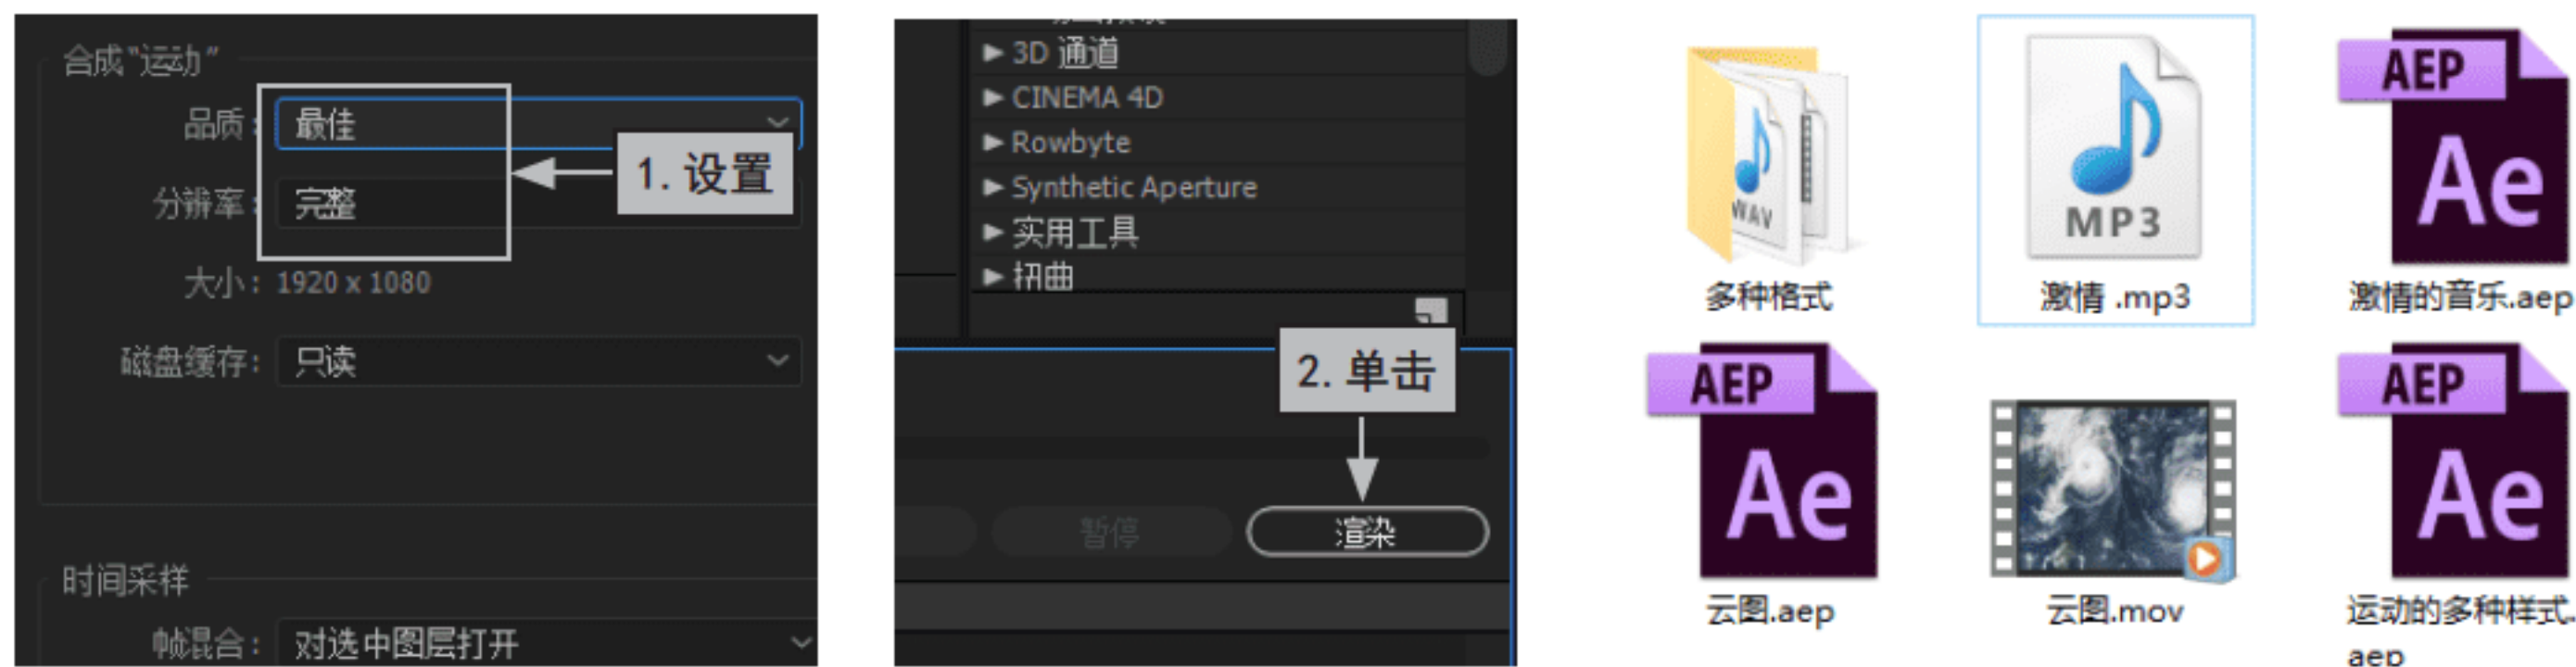 合成“运动”
品质：
最佳
1. 设置
分辨率：
完整
大小：
1920 x 1080
磁盘缓存：
只读
时间采样
帧混合：
对选中图层打开
3D 通道
CINEMA 4D
Rowbyte
Synthetic Aperture
实用工具
扭曲
2. 单击
暂停
渲染
WAV
多种格式
MP3
激情 .mp3
AEP
Ae
激情的音乐.aep
AEP
Ae
云图.aep
云图.mov
AEP
Ae
运动的多种样式.
aep